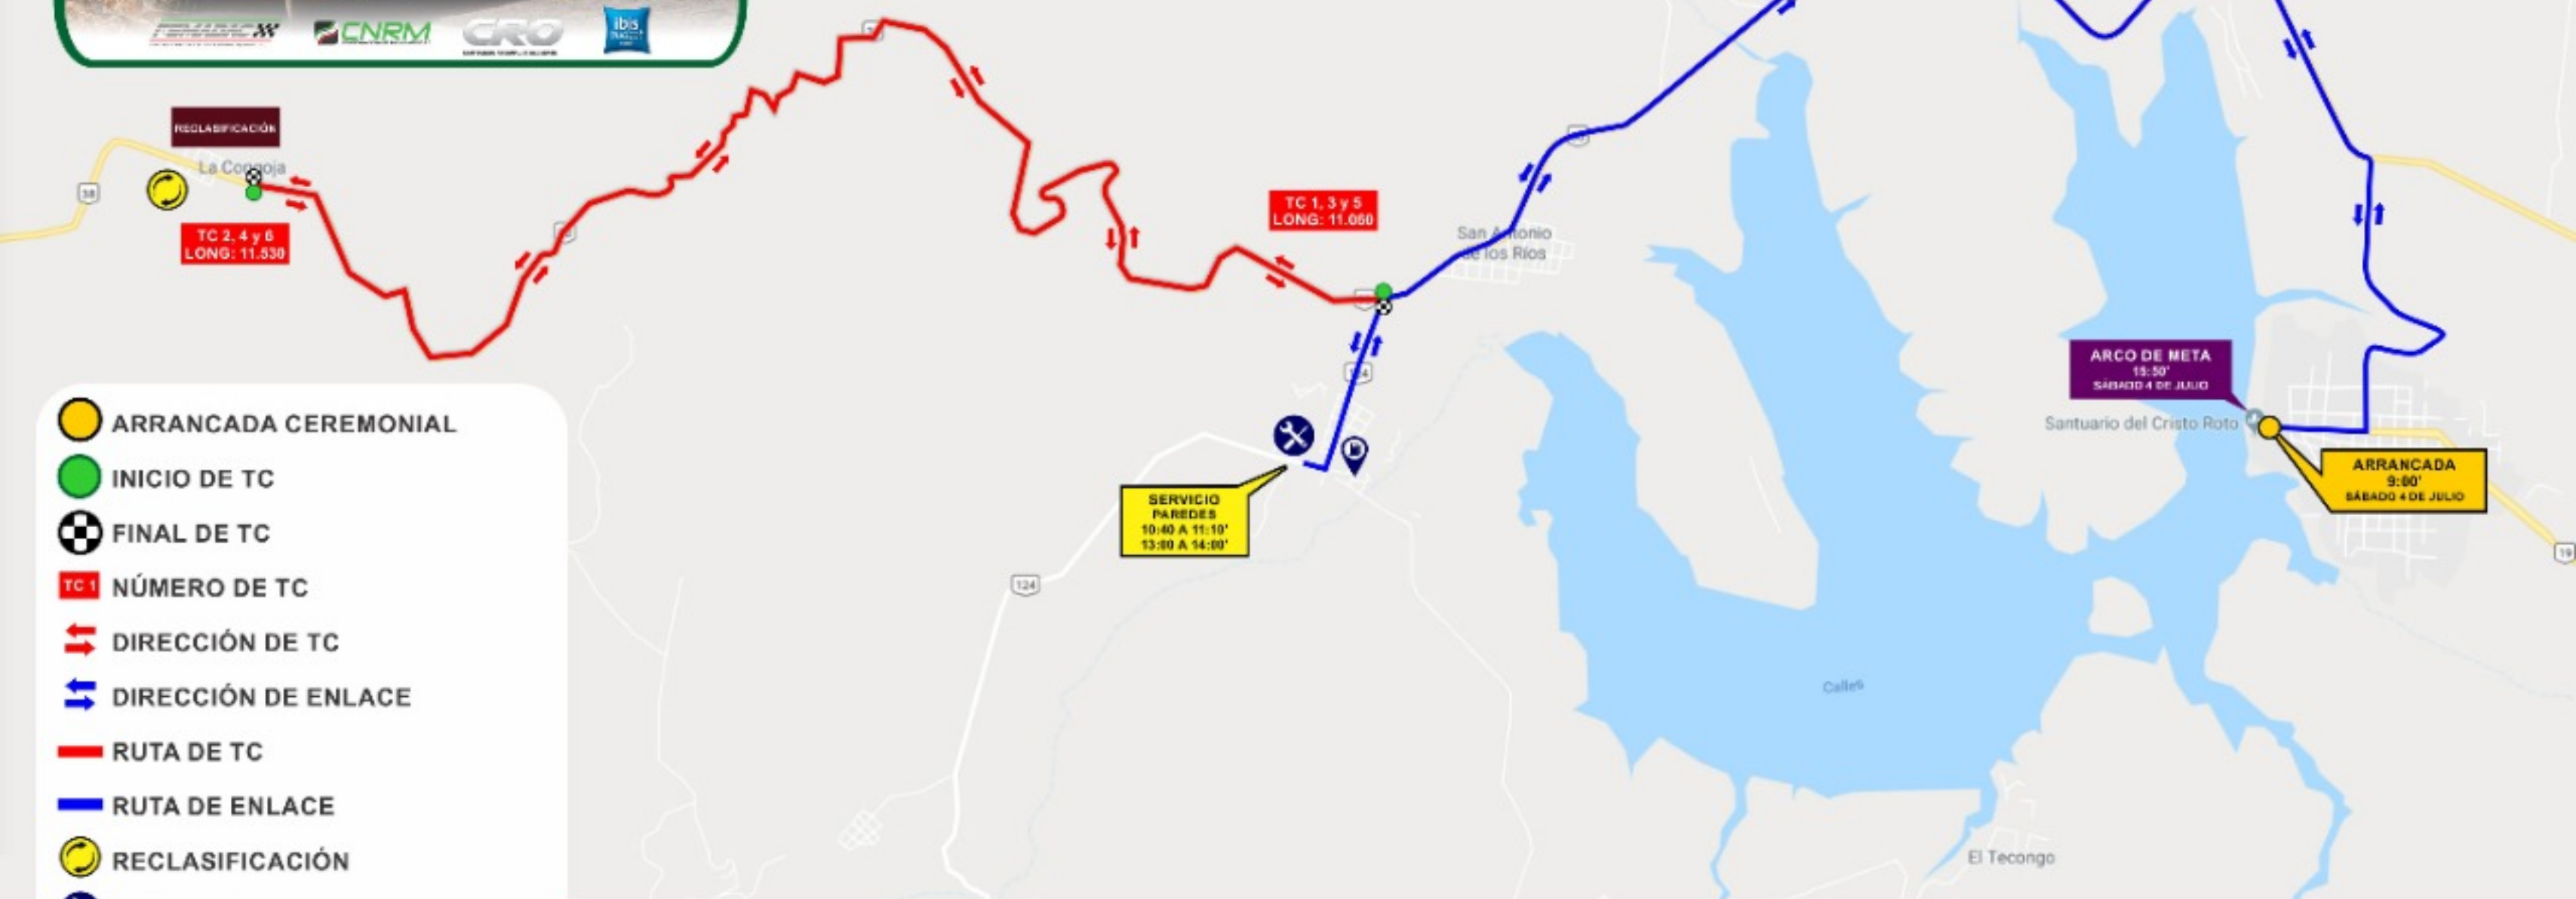 CNRM
CRO
ibis
RECLASIFICACIÓN
La Congoja
38
TC 2, 4 y 6
LONG: 11.530
TC 1, 3 y 5
LONG: 11.060
San Antonio
de los Ríos
124
SERVICIO
PAREDES
10:40 A 11:10'
13:00 A 14:00'
124
ARCO DE META
15:50'
SÁBADO 4 DE JULIO
Santuario del Cristo Roto
ARRANCADA
9:00'
SÁBADO 4 DE JULIO
19
Calles
El Tecongo
ARRANCADA CEREMONIAL
INICIO DE TC
FINAL DE TC
TC 1 NÚMERO DE TC
DIRECCIÓN DE TC
DIRECCIÓN DE ENLACE
RUTA DE TC
RUTA DE ENLACE
RECLASIFICACIÓN